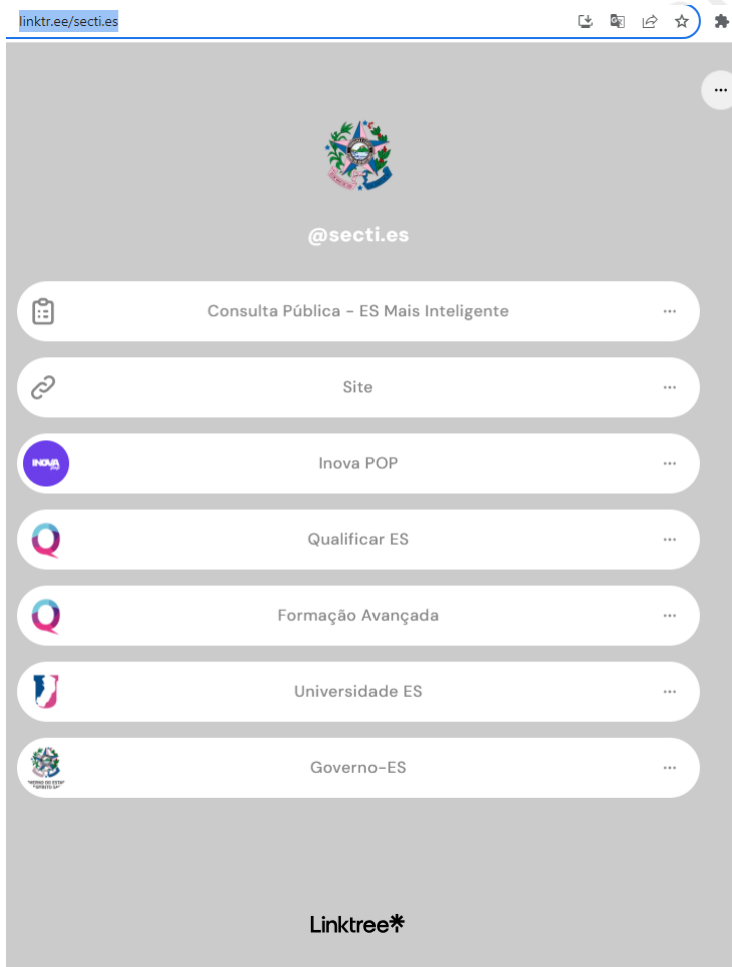 linktr.ee/secti.es
@secti.es
Consulta Pública - ES Mais Inteligente
Site
INOVA
Inova POP
Qualificar ES
Formação Avançada
Universidade ES
Governo-ES
Linktree